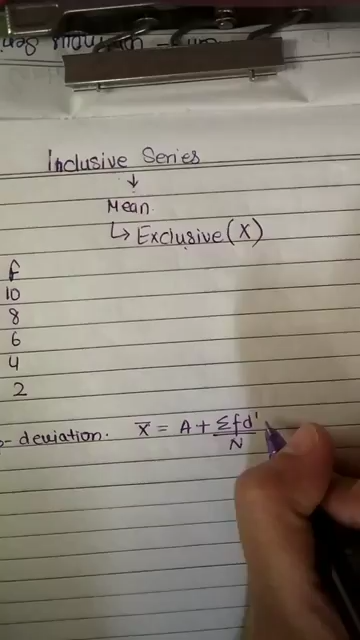 Inclusive Series
↓
Mean.
↳ Exclusive (X)
f
10
8
6
4
2
- deviation. X̄ = A + Σfd'
N